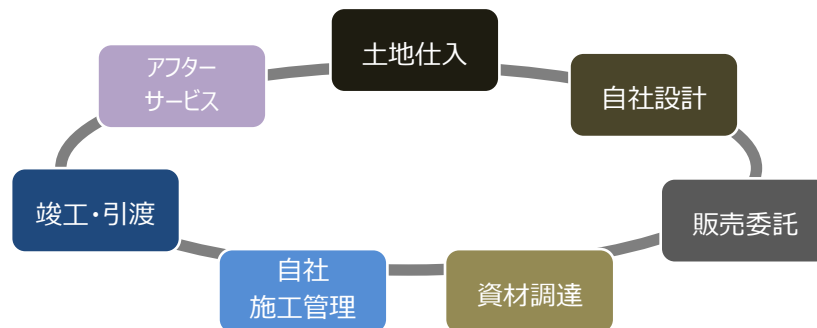 土地仕入
アフター
サービス
自社設計
竣工・引渡
販売委託
自社
施工管理
資材調達